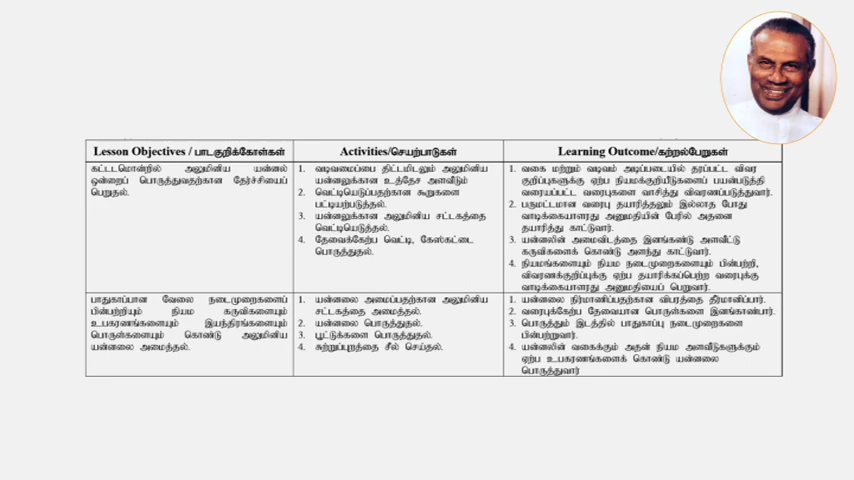 Lesson Objectives / பாடகுறிக்கோள்கள்
Activities/செயற்பாடுகள்
Learning Outcome/கற்றல்பேறுகள்
கட்டடமொன்றில் அலுமினிய யன்னல்
ஒன்றைப் பொருத்துவதற்கான தேர்ச்சியைப்
பெறுதல்.
1. வடிவமைப்பை திட்டமிடலும் அலுமினிய
யன்னலுக்கான உத்தேச அளவீடும்
2. வெட்டியெடுப்பதற்கான கூறுகளை
பட்டியற்படுத்தல்.
3. யன்னலுக்கான அலுமினிய சட்டகத்தை
வெட்டியெடுத்தல்.
4. தேவைக்கேற்ப வெட்டி, கேஸ்கட்டை
பொருத்துதல்.
1. வகை மற்றும் வடிவம் அடிப்படையில் தரப்பட்ட விவர
குறிப்புகளுக்கு ஏற்ப நியமக்குறியீடுகளைப் பயன்படுத்தி
வரையப்பட்ட வரைபுகளை வாசித்து விவரணப்படுத்துவார்.
2. பருமட்டமான வரைபு தயாரித்தலும் இல்லாத போது
வாடிக்கையாளரது அனுமதியின் பேரில் அதனை
தயாரித்து காட்டுவார்.
3. யன்னலின் அமைவிடத்தை இனங்கண்டு அளவீட்டு
கருவிகளைக் கொண்டு அளந்து காட்டுவார்.
4. நியமங்களையும் நியம நடைமுறைகளையும் பின்பற்றி,
விவரணக்குறிப்புக்கு ஏற்ப தயாரிக்கப்பெற்ற வரைபுக்கு
வாடிக்கையாளரது அனுமதியைப் பெறுவார்.
பாதுகாப்பான வேலை நடைமுறைகளைப்
பின்பற்றியும் நியம கருவிகளையும்
உபகரணங்களையும் இயந்திரங்களையும்
பொருள்களையும் கொண்டு அலுமினிய
யன்னலை அமைத்தல்.
1. யன்னலை அமைப்பதற்கான அலுமினிய
சட்டகத்தை அமைத்தல்.
2. யன்னலை பொருத்துதல்.
3. பூட்டுக்களை பொருத்துதல்.
4. சுற்றுப்புறத்தை சீல் செய்தல்.
1. யன்னலை நிர்மாணிப்பதற்கான விபரத்தை தீர்மானிப்பார்.
2. வரைபுக்கேற்ப தேவையான பொருள்களை இனங்காண்பார்.
3. பொருத்தும் இடத்தில் பாதுகாப்பு நடைமுறைகளை
பின்பற்றுவார்.
4. யன்னலின் வகைக்கும் அதன் நியம அளவீடுகளுக்கும்
ஏற்ப உபகரணங்களைக் கொண்டு யன்னலை
பொருத்துவார்